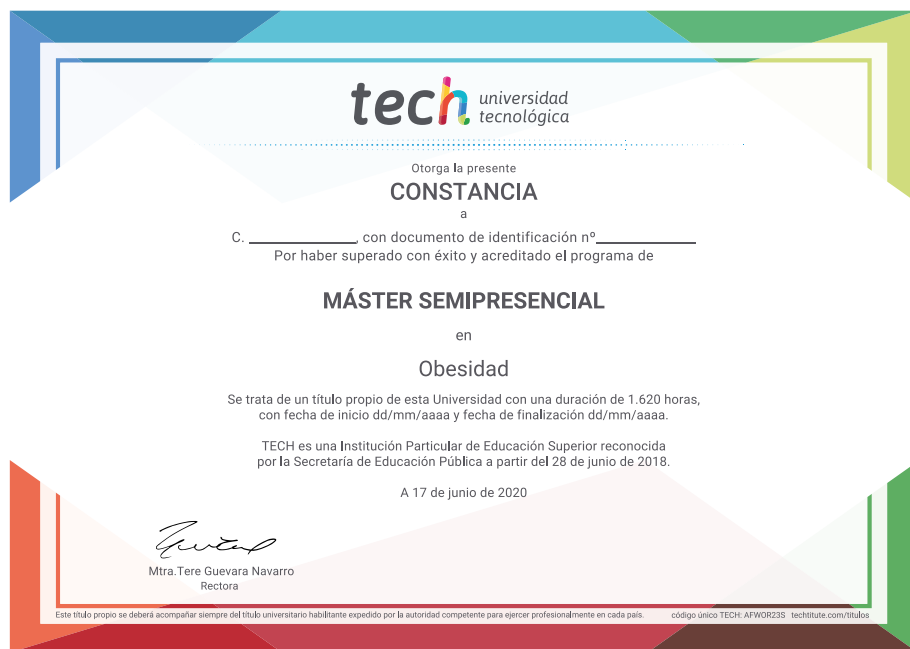 tech universidad
tecnológica
Otorga la presente
CONSTANCIA
a
C. ____________, con documento de identificación nº____________
Por haber superado con éxito y acreditado el programa de
MÁSTER SEMIPRESENCIAL
en
Obesidad
Se trata de un título propio de esta Universidad con una duración de 1.620 horas,
con fecha de inicio dd/mm/aaaa y fecha de finalización dd/mm/aaaa.
TECH es una Institución Particular de Educación Superior reconocida
por la Secretaría de Educación Pública a partir del 28 de junio de 2018.
A 17 de junio de 2020
Mtra.Tere Guevara Navarro
Rectora
Este título propio se deberá acompañar siempre del título universitario habilitante expedido por la autoridad competente para ejercer profesionalmente en cada país. código único TECH: AFWOR23S techtitute.com/titulos